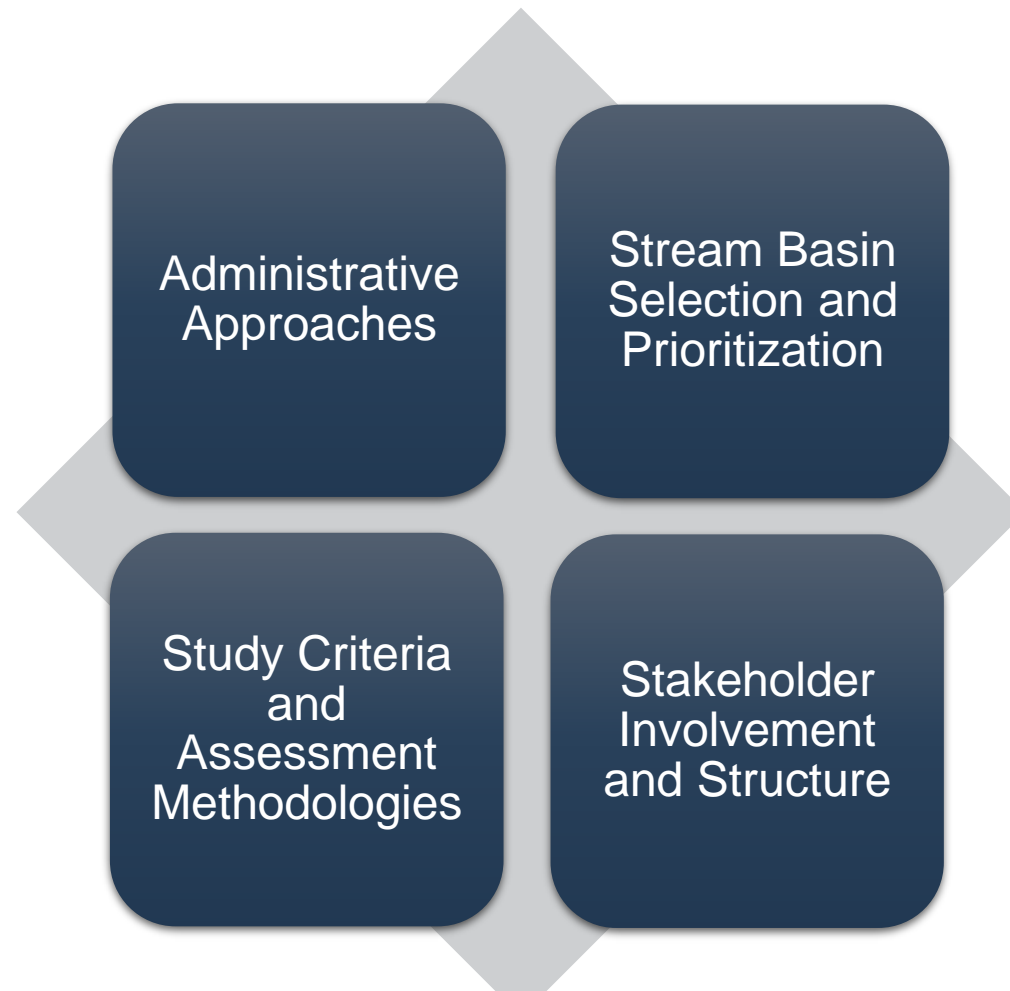 Administrative
Approaches
Stream Basin
Selection and
Prioritization
Study Criteria
and
Assessment
Methodologies
Stakeholder
Involvement
and Structure